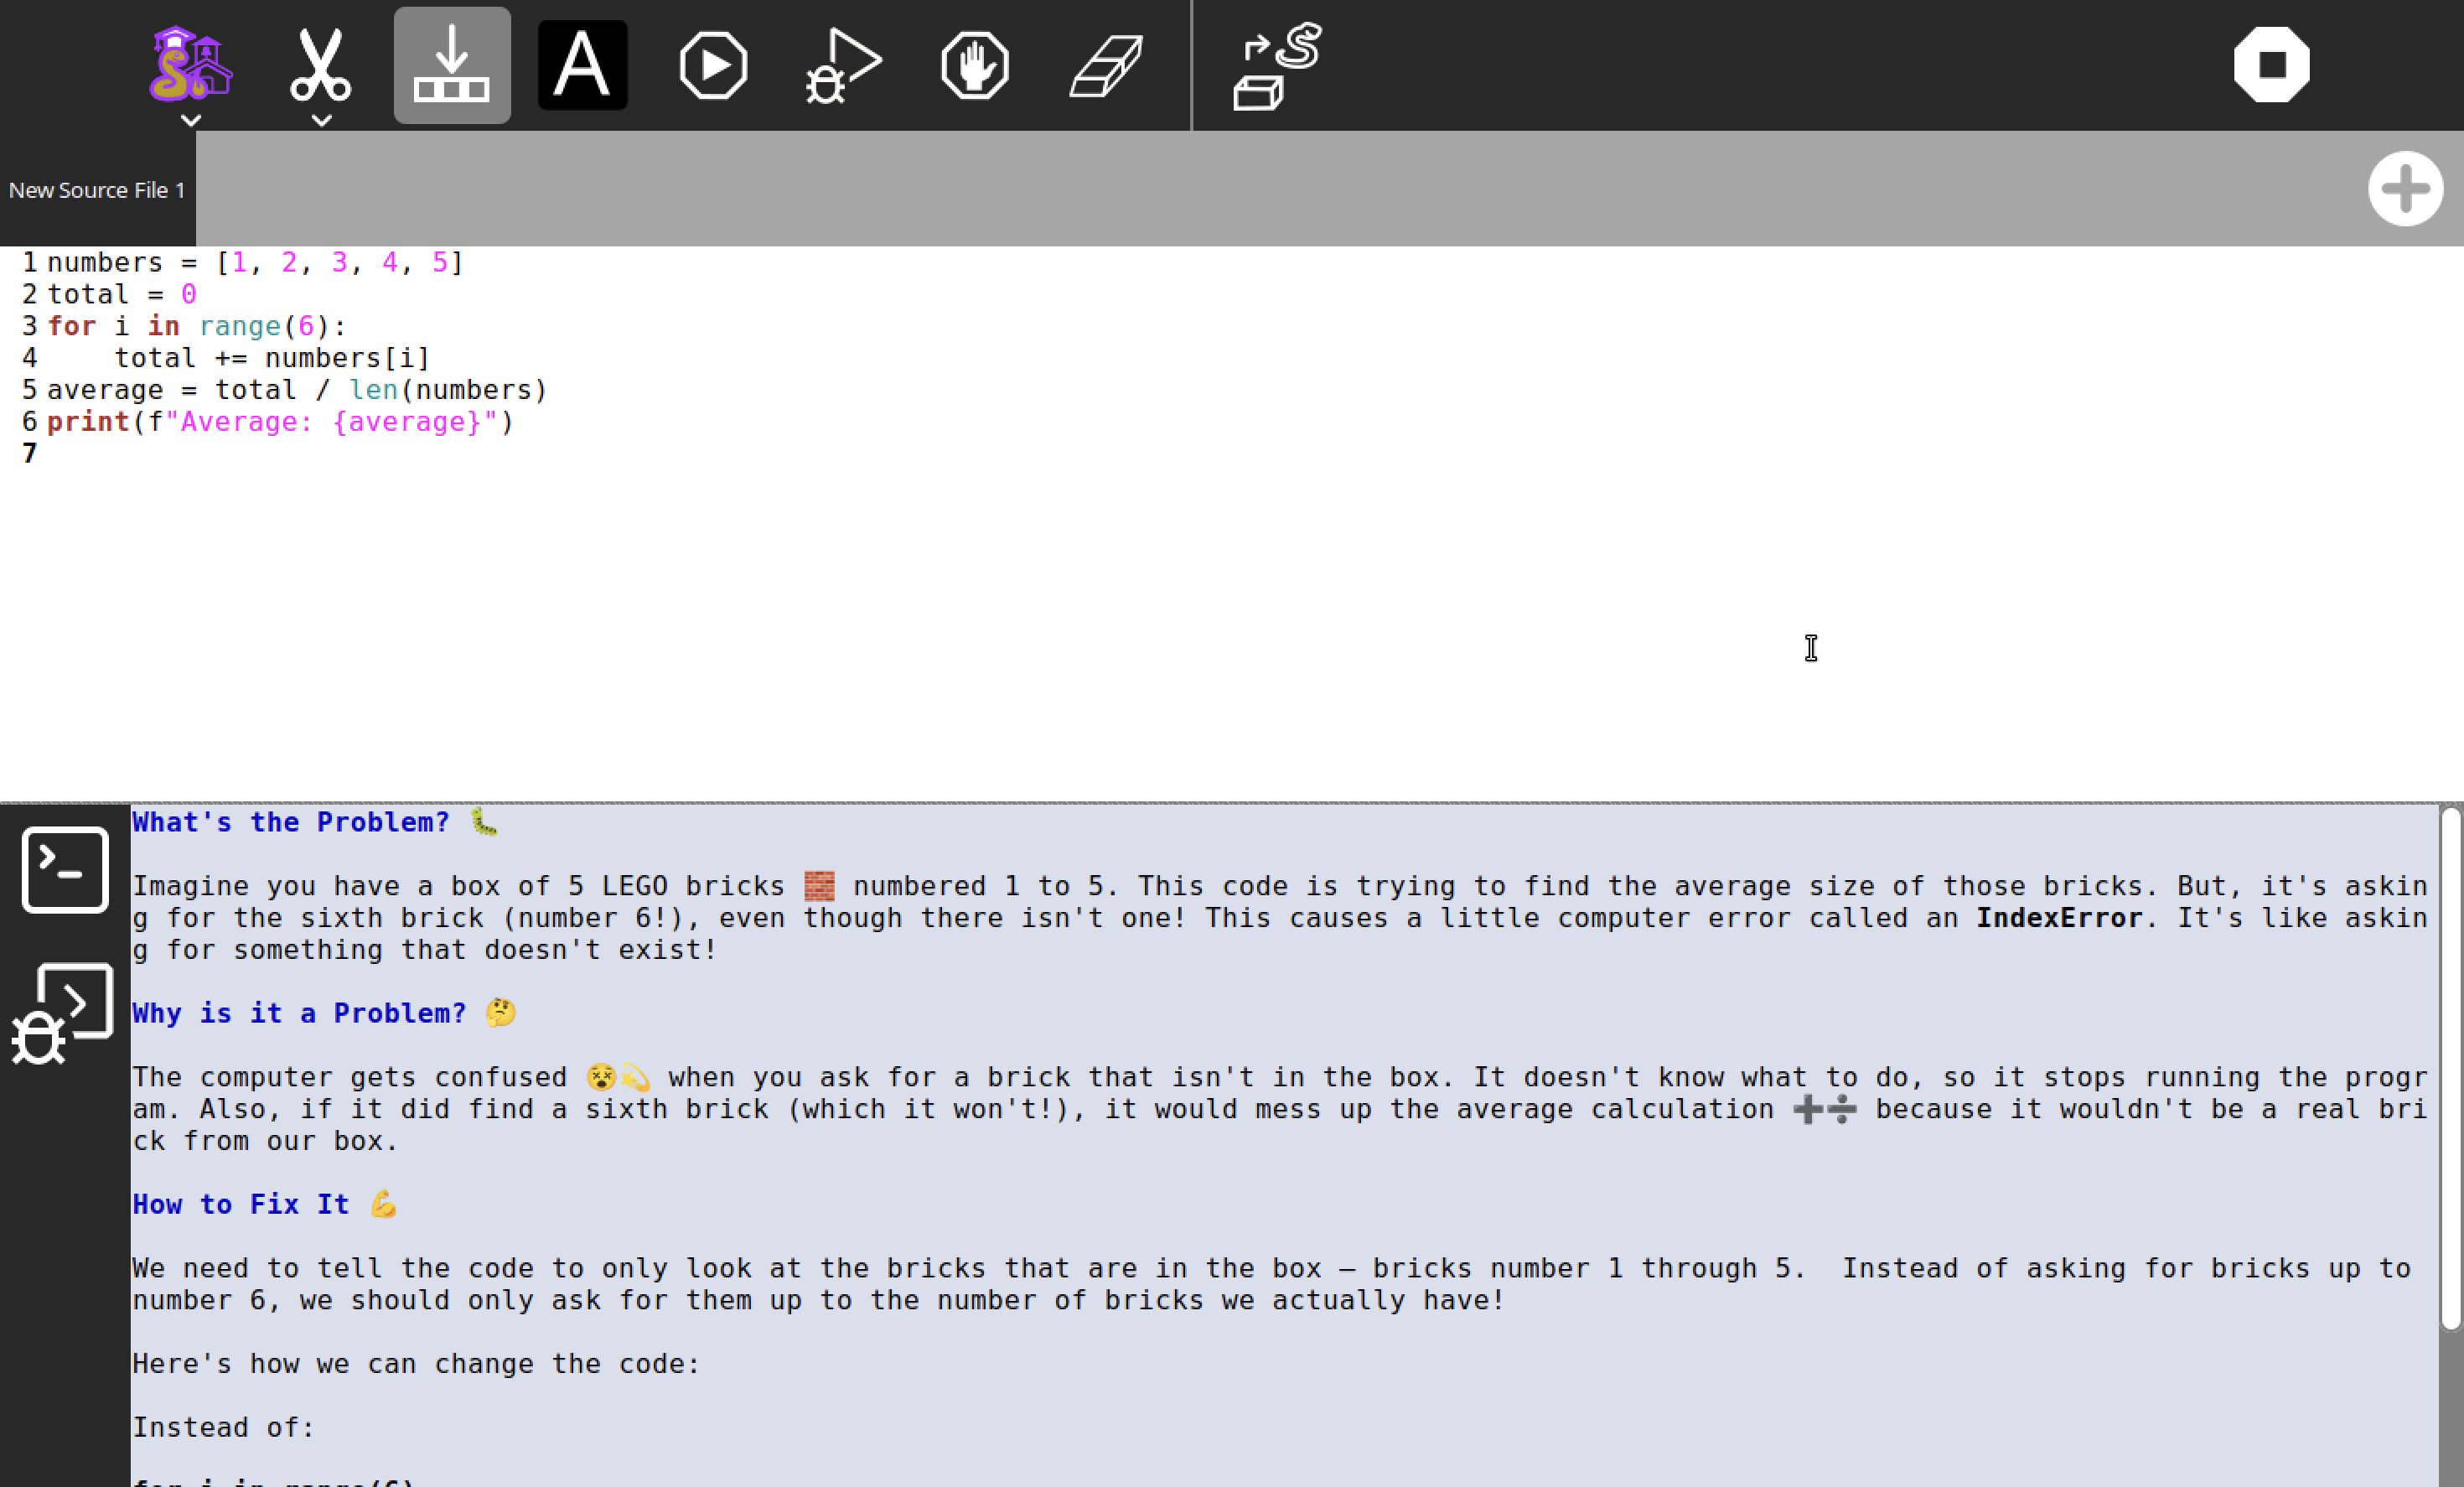 A
New Source File 1
1 numbers = [1, 2, 3, 4, 5]
2 total = 0
3 for i in range(6):
4     total += numbers[i]
5 average = total / len(numbers)
6 print(f"Average: {average}")
7
What's the Problem? 🐛
Imagine you have a box of 5 LEGO bricks 🧱 numbered 1 to 5. This code is trying to find the average size of those bricks. But, it's askin
g for the sixth brick (number 6!), even though there isn't one! This causes a little computer error called an IndexError. It's like askin
g for something that doesn't exist!
Why is it a Problem? 🤔
The computer gets confused 😵💫 when you ask for a brick that isn't in the box. It doesn't know what to do, so it stops running the progr
am. Also, if it did find a sixth brick (which it won't!), it would mess up the average calculation ➕➗ because it wouldn't be a real bri
ck from our box.
How to Fix It 💪
We need to tell the code to only look at the bricks that are in the box – bricks number 1 through 5.  Instead of asking for bricks up to
number 6, we should only ask for them up to the number of bricks we actually have!
Here's how we can change the code:
Instead of:
for i in range(6)